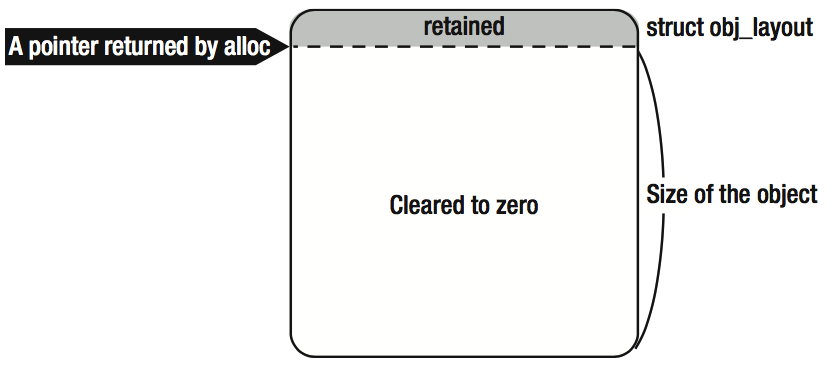 retained
struct obj_layout
A pointer returned by alloc
Cleared to zero
Size of the object